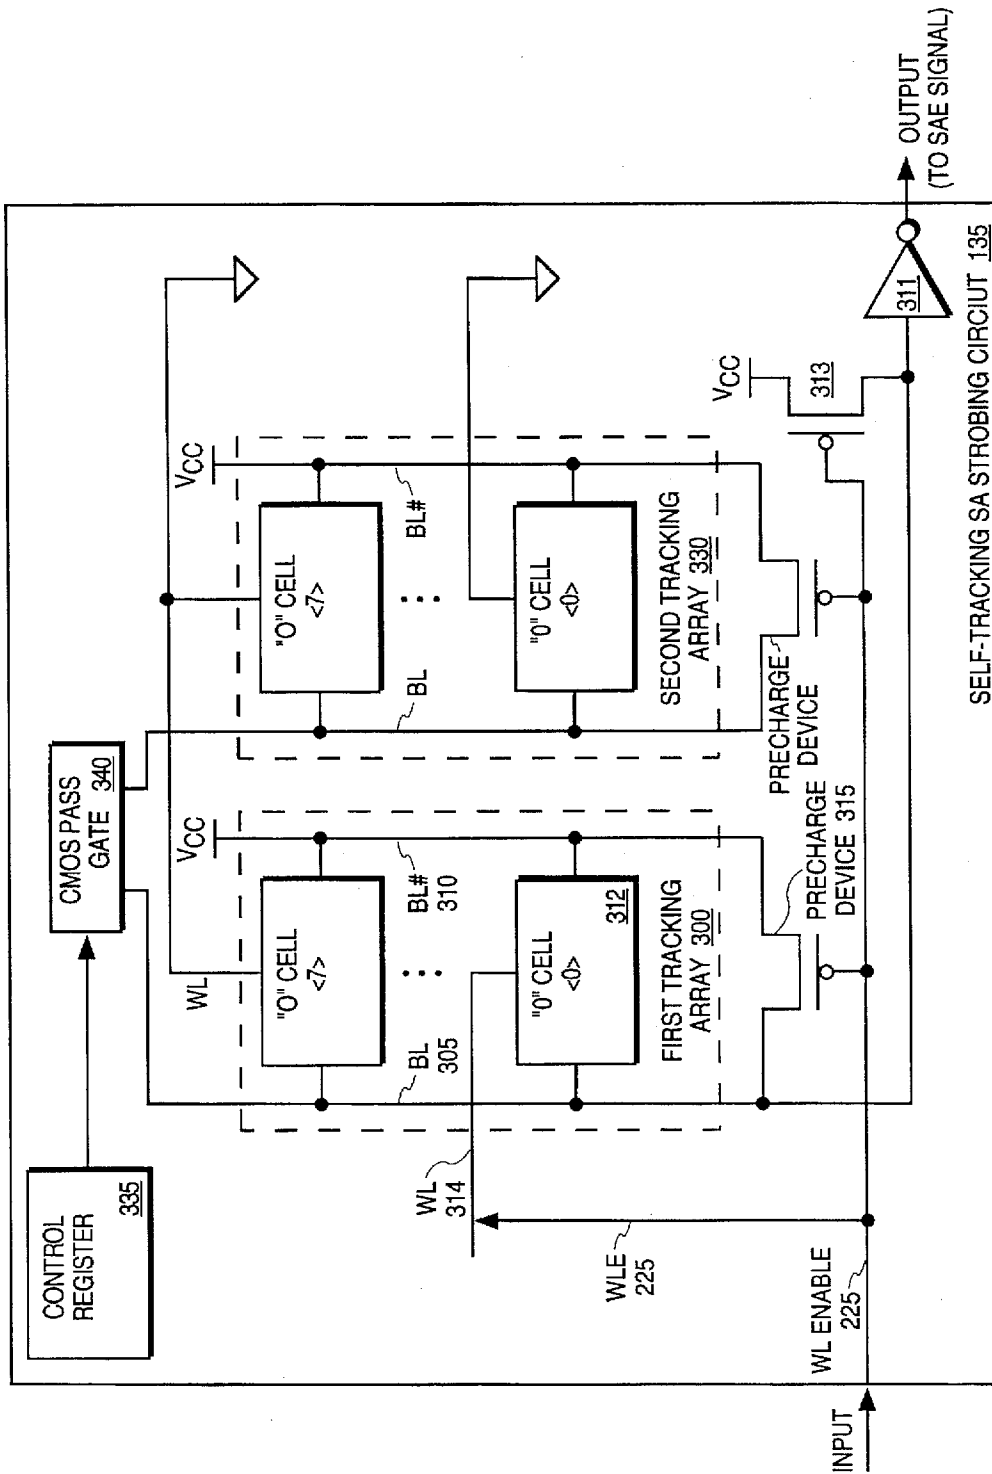 CONTROL
REGISTER
335
CMOS PASS
GATE 340
WL
VCC
VCC
"O" CELL
<7>
"O" CELL
<7>
BL
305
BL#
310
BL
BL#
WL
314
"0" CELL
<0>
312
"0" CELL
<0>
FIRST TRACKING
ARRAY 300
SECOND TRACKING
ARRAY 330
WLE
225
PRECHARGE
DEVICE 315
PRECHARGE
DEVICE
VCC
313
INPUT
WL ENABLE
225
311
OUTPUT
(TO SAE SIGNAL)
SELF-TRACKING SA STROBING CIRCIUT 135